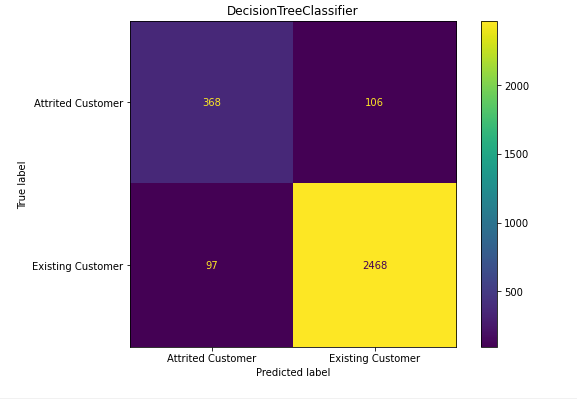 DecisionTreeClassifier
Attrited Customer
368
106
Existing Customer
97
2468
Attrited Customer
Existing Customer
True label
Predicted label
2000
1500
1000
500